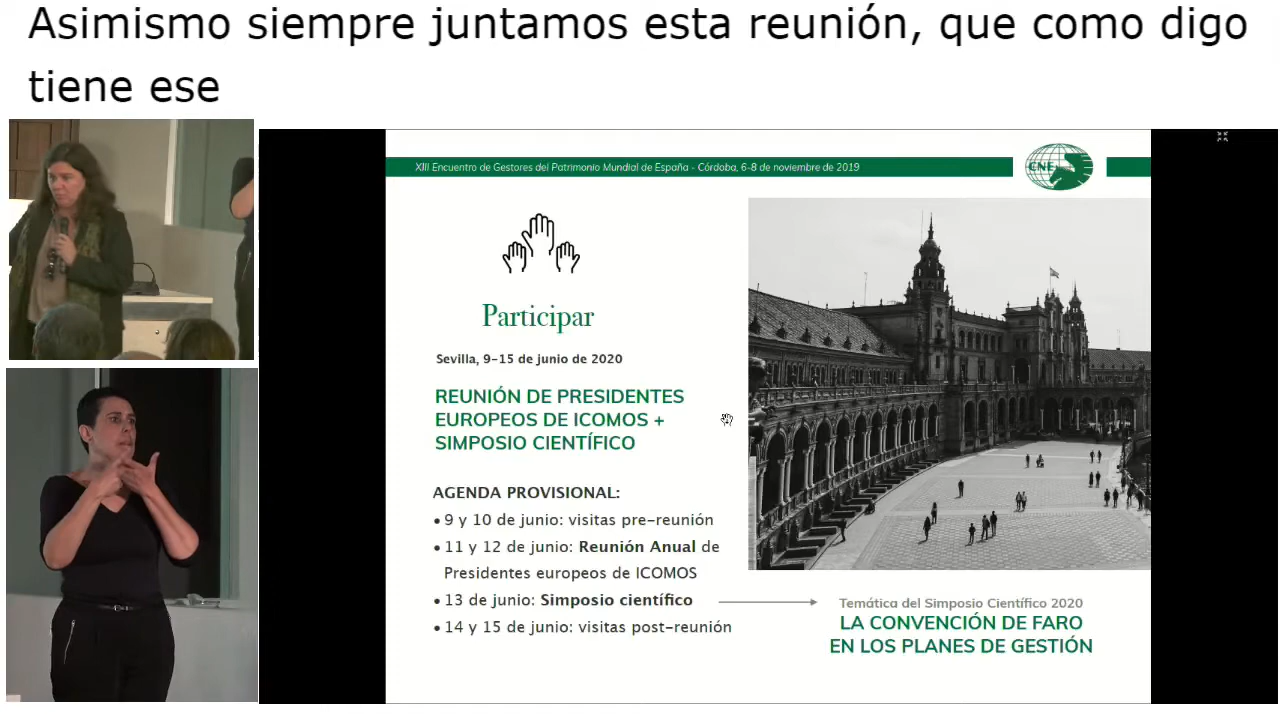 Asimismo siempre juntamos esta reunión, que como digo
tiene ese
XIII Encuentro de Gestores del Patrimonio Mundial de España - Córdoba, 6-8 de noviembre de 2019
CNE
Participar
Sevilla, 9-15 de junio de 2020
REUNIÓN DE PRESIDENTES
EUROPEOS DE ICOMOS +
SIMPOSIO CIENTÍFICO
AGENDA PROVISIONAL:
• 9 y 10 de junio: visitas pre-reunión
• 11 y 12 de junio: Reunión Anual de
Presidentes europeos de ICOMOS
• 13 de junio: Simposio científico
• 14 y 15 de junio: visitas post-reunión
Temática del Simposio Científico 2020
LA CONVENCIÓN DE FARO
EN LOS PLANES DE GESTIÓN